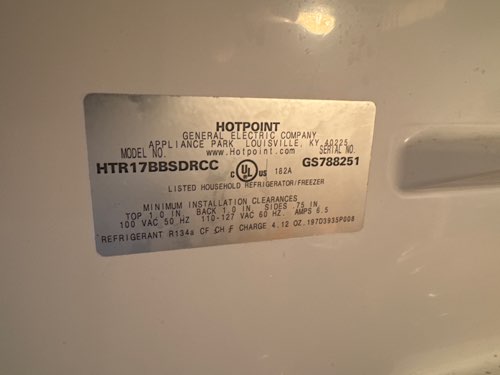 HOTPOINT
GENERAL ELECTRIC COMPANY
APPLIANCE PARK LOUISVILLE, KY 40225
MODEL NO. www.Hotpoint.com SERIAL NO.
HTR17BBSDRCC C UL US 182A GS788251
LISTED HOUSEHOLD REFRIGERATOR/FREEZER
MINIMUM INSTALLATION CLEARANCES
TOP 1.0 IN. BACK 1.0 IN. SIDES .75 IN
100 VAC 50 HZ 110-127 VAC 60 HZ. AMPS 6.5
REFRIGERANT R134a CF CH F CHARGE 4.12 OZ. 197D3935P008